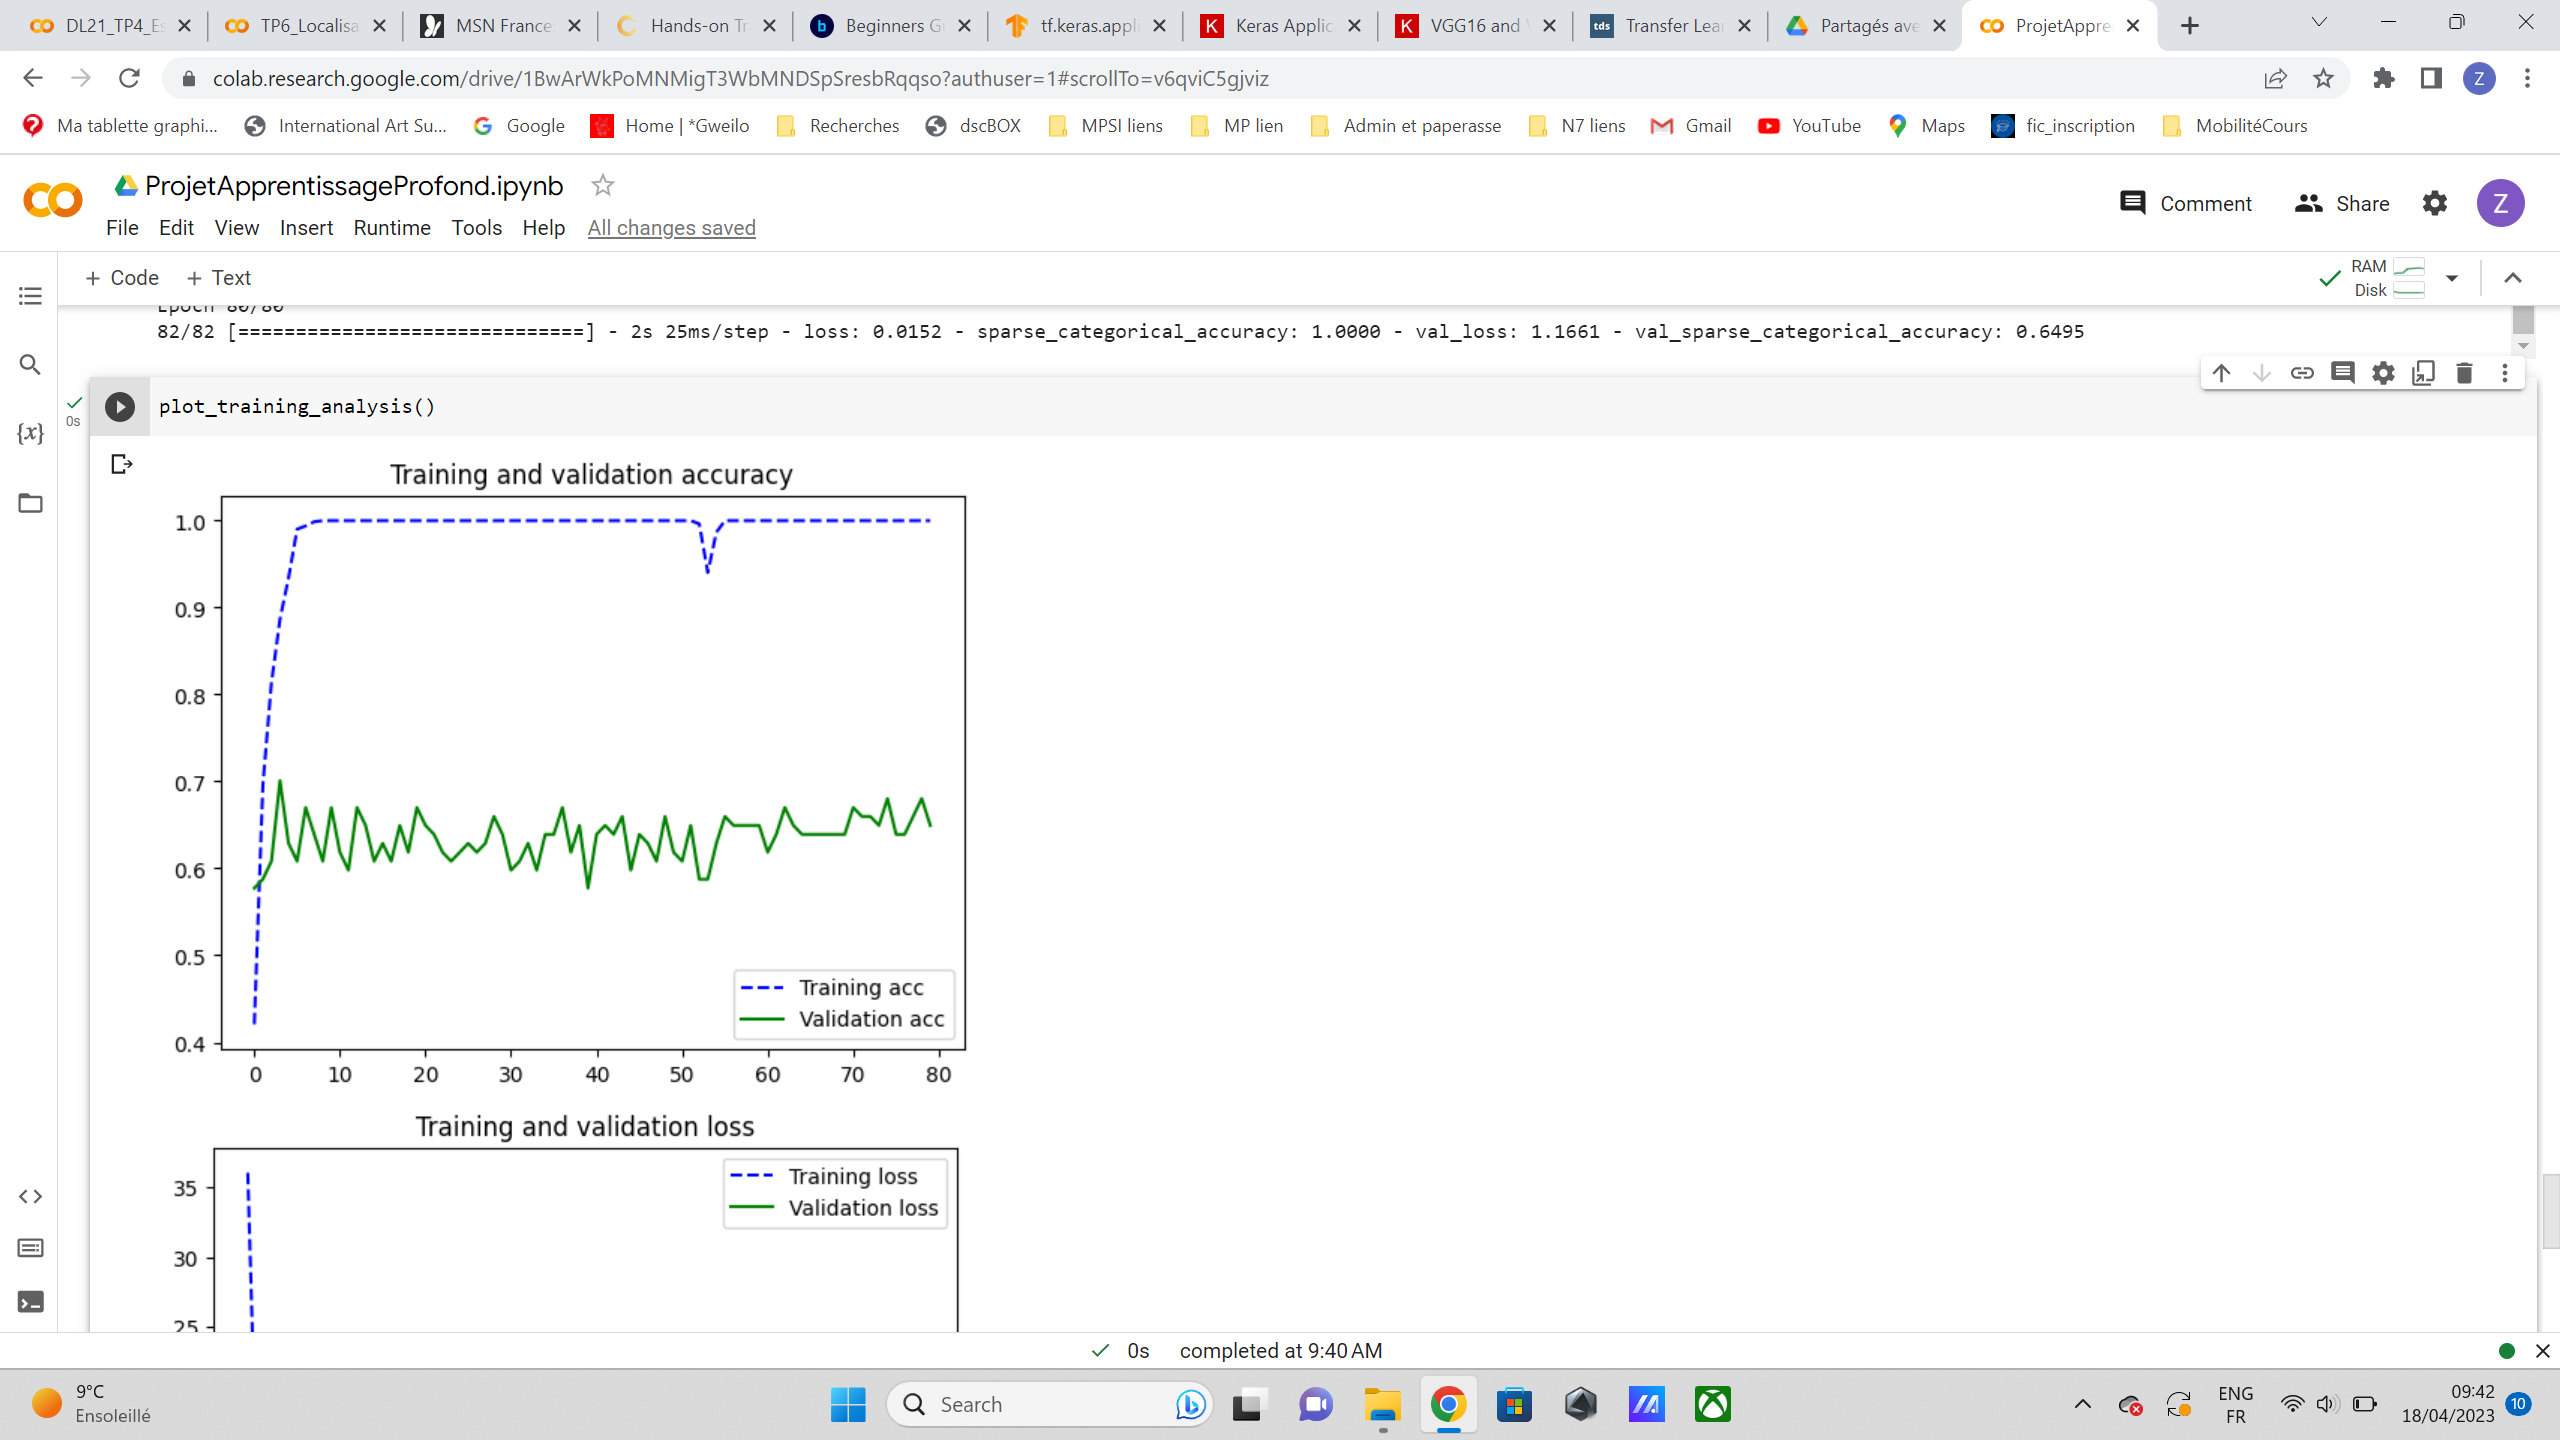 DL21_TP4_Es
TP6_Localisa
MSN France
Hands-on Tr
Beginners G
tf.keras.appli
Keras Applic
VGG16 and V
Transfer Lear
Partagés ave
ProjetAppre
colab.research.google.com/drive/1BwArWkPoMNMigT3WbMNDSpSresbRqqso?authuser=1#scrollTo=v6qviC5gjviz
Z
Ma tablette graphi...
International Art Su...
Google
Home | *Gweilo
Recherches
dscBOX
MPSI liens
MP lien
Admin et paperasse
N7 liens
Gmail
YouTube
Maps
fic_inscription
MobilitéCours
ProjetApprentissageProfond.ipynb
Comment
Share
Z
File Edit View Insert Runtime Tools Help All changes saved
+ Code + Text
RAM
Disk
Epoch 80/80
82/82 [==============================] - 2s 25ms/step - loss: 0.0152 - sparse_categorical_accuracy: 1.0000 - val_loss: 1.1661 - val_sparse_categorical_accuracy: 0.6495
0s
plot_training_analysis()
{x}
Training and validation accuracy
1.0
0.9
0.8
0.7
0.6
0.5
0.4
Training acc
Validation acc
0 10 20 30 40 50 60 70 80
Training and validation loss
Training loss
Validation loss
35
30
25
0s completed at 9:40 AM
9°C
Ensoleillé
Search
ENG
FR
09:42
18/04/2023
10